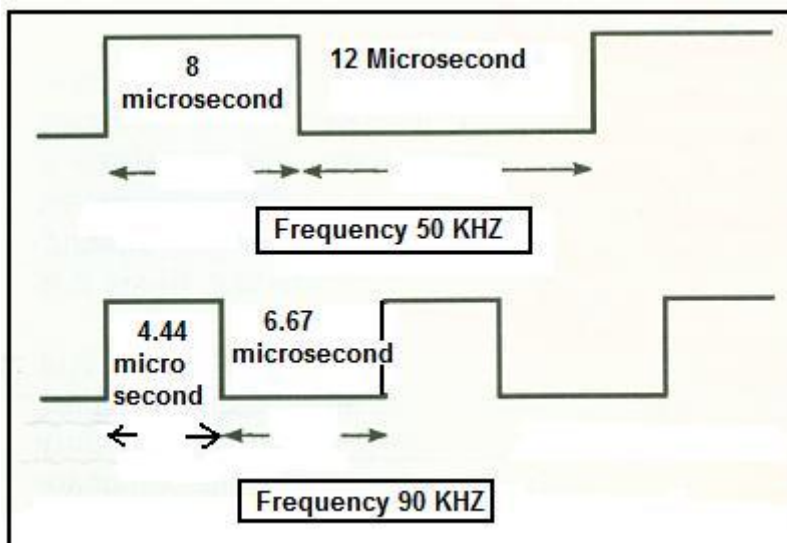 8
microsecond
12 Microsecond
Frequency 50 KHZ
4.44
micro
second
6.67
microsecond
Frequency 90 KHZ